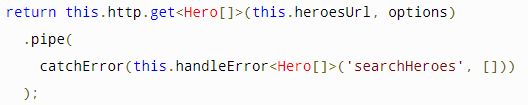 return this.http.get<Hero[]>(this.heroesUrl, options)
.pipe(
catchError(this.handleError<Hero[]>('searchHeroes', []))
);